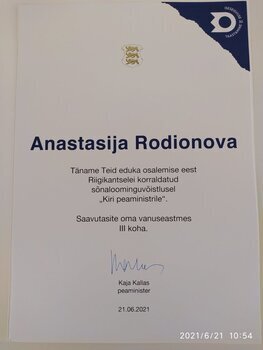 Anastasija Rodionova
Täname Teid eduka osalemise eest
Riigikantselei korraldatud
sõnaloominguvõistlusel
„Kiri peaministrile“.
Saavutasite oma vanuseastmes
III koha.
Kaja Kallas
peaminister
21.06.2021
2021/6/21 10:54